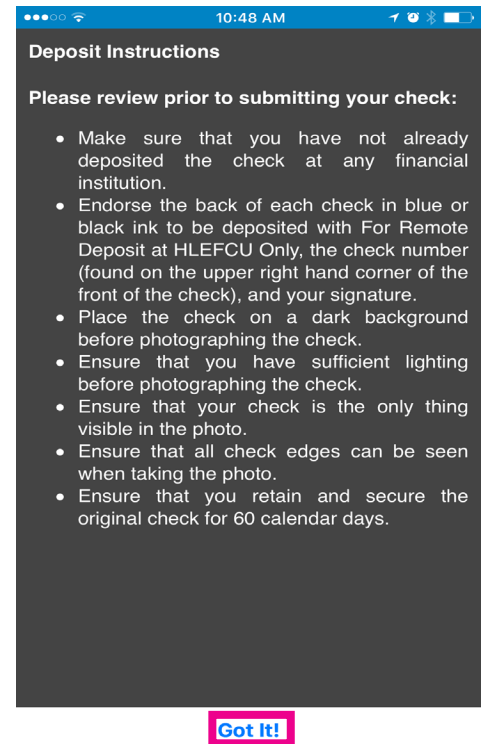 10:48 AM
Deposit Instructions
Please review prior to submitting your check:
• Make sure that you have not already
deposited the check at any financial
institution.
• Endorse the back of each check in blue or
black ink to be deposited with For Remote
Deposit at HLEFCU Only, the check number
(found on the upper right hand corner of the
front of the check), and your signature.
• Place the check on a dark background
before photographing the check.
• Ensure that you have sufficient lighting
before photographing the check.
• Ensure that your check is the only thing
visible in the photo.
• Ensure that all check edges can be seen
when taking the photo.
• Ensure that you retain and secure the
original check for 60 calendar days.
Got It!